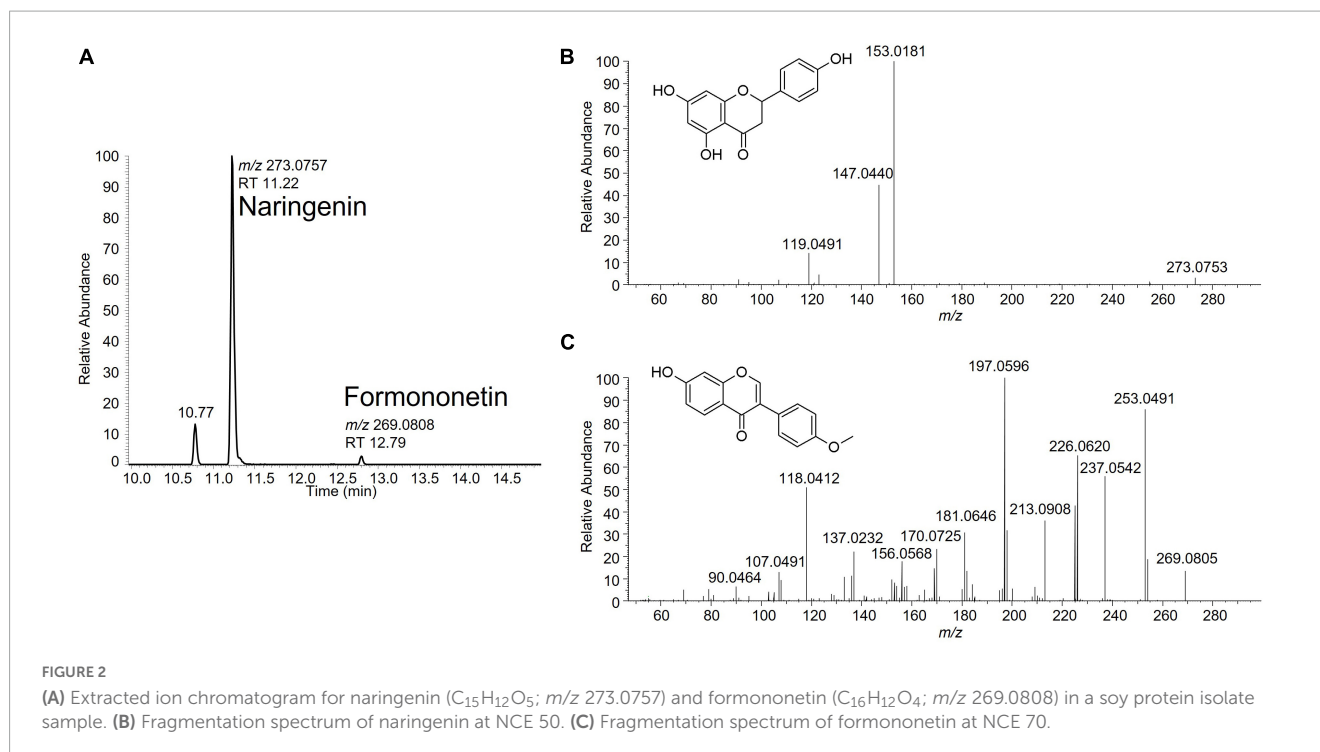 A
100
90
80
70
60
50
40
30
20
10
0
Relative Abundance
10.77
m/z 273.0757
RT 11.22
Naringenin
Formononetin
m/z 269.0808
RT 12.79
10.0 10.5 11.0 11.5 12.0 12.5 13.0 13.5 14.0 14.5
Time (min)
B
100
90
80
70
60
50
40
30
20
10
0
Relative Abundance
HO
O
OH
OH
O
153.0181
147.0440
119.0491
273.0753
60 80 100 120 140 160 180 200 220 240 260 280
m/z
C
100
90
80
70
60
50
40
30
20
10
0
Relative Abundance
HO
O
O
O
197.0596
253.0491
226.0620
237.0542
118.0412
213.0908
181.0646
137.0232
170.0725
156.0568
107.0491
90.0464
269.0805
60 80 100 120 140 160 180 200 220 240 260 280
m/z
FIGURE 2
(A) Extracted ion chromatogram for naringenin (C15H12O5; m/z 273.0757) and formononetin (C16H12O4; m/z 269.0808) in a soy protein isolate
sample. (B) Fragmentation spectrum of naringenin at NCE 50. (C) Fragmentation spectrum of formononetin at NCE 70.